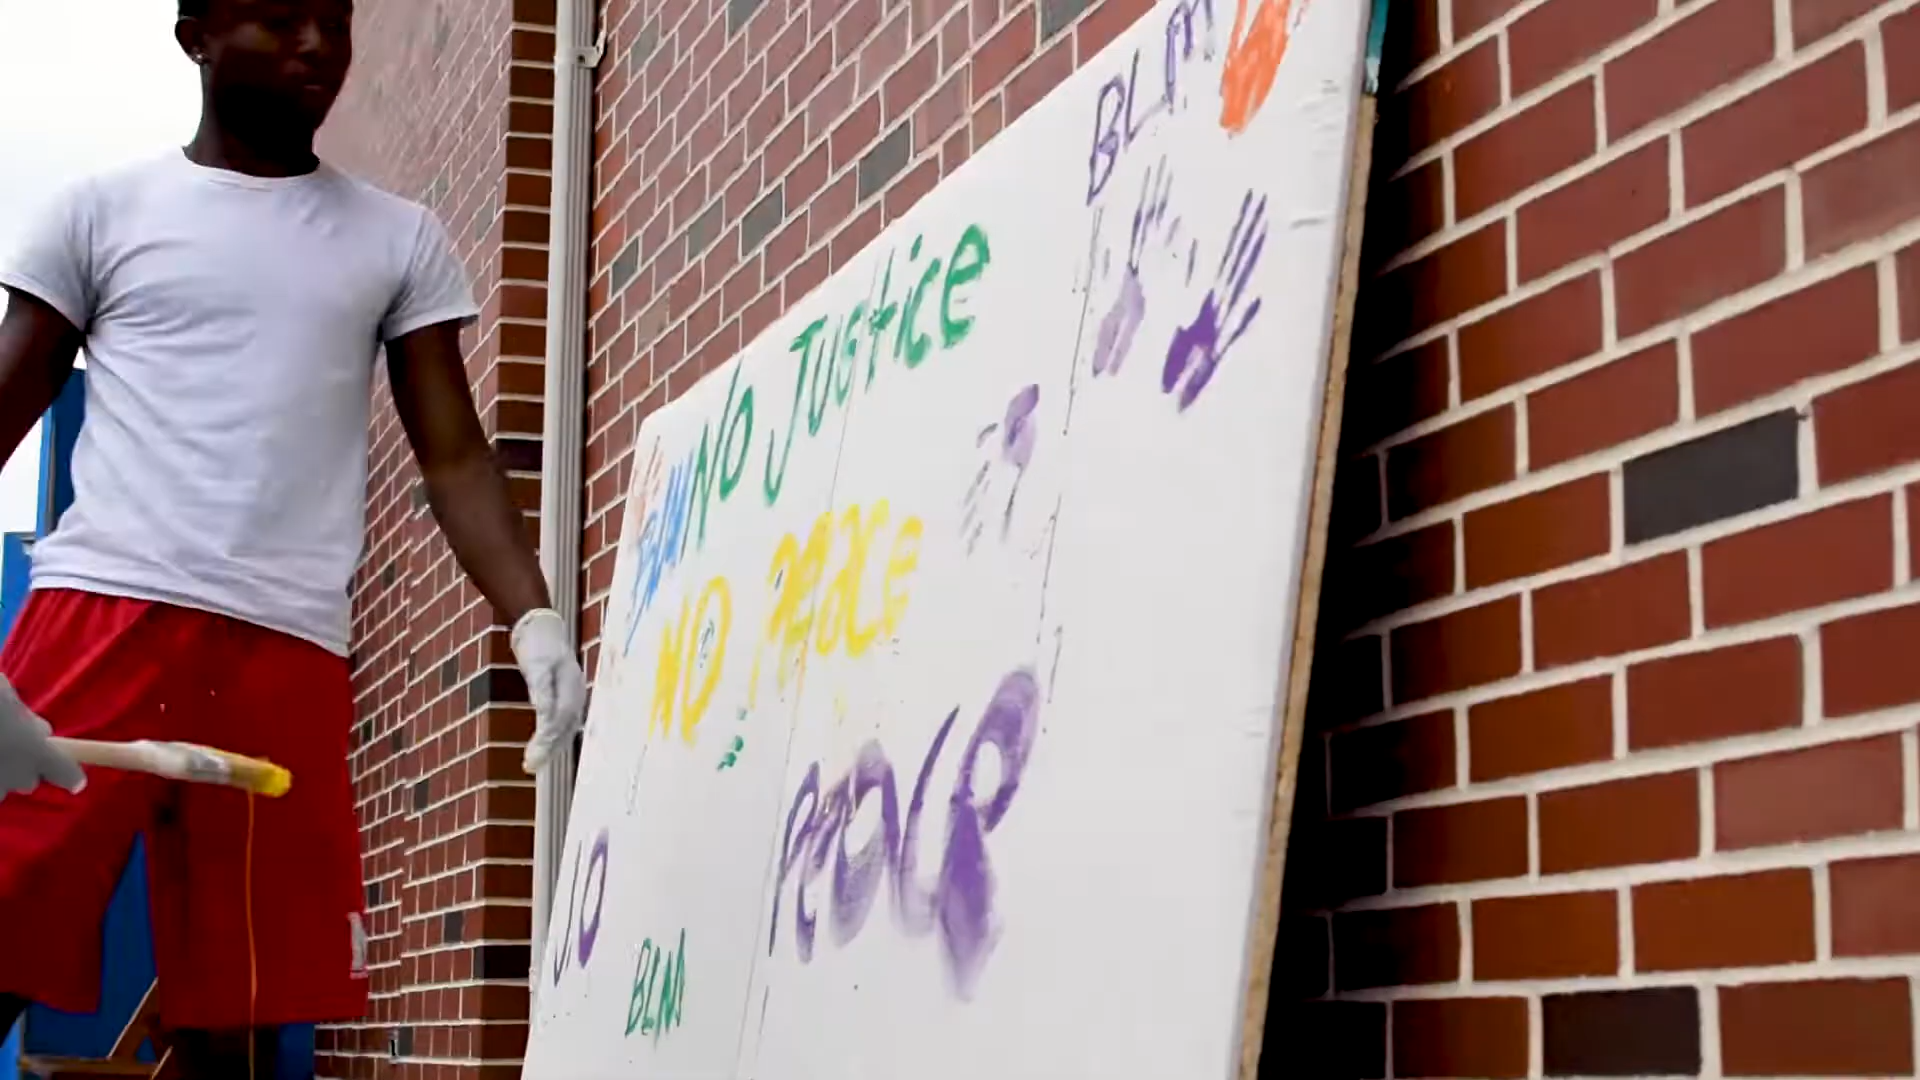 BLM
NO JUSTICE
BLM
NO PEACE
PEACE
BLM